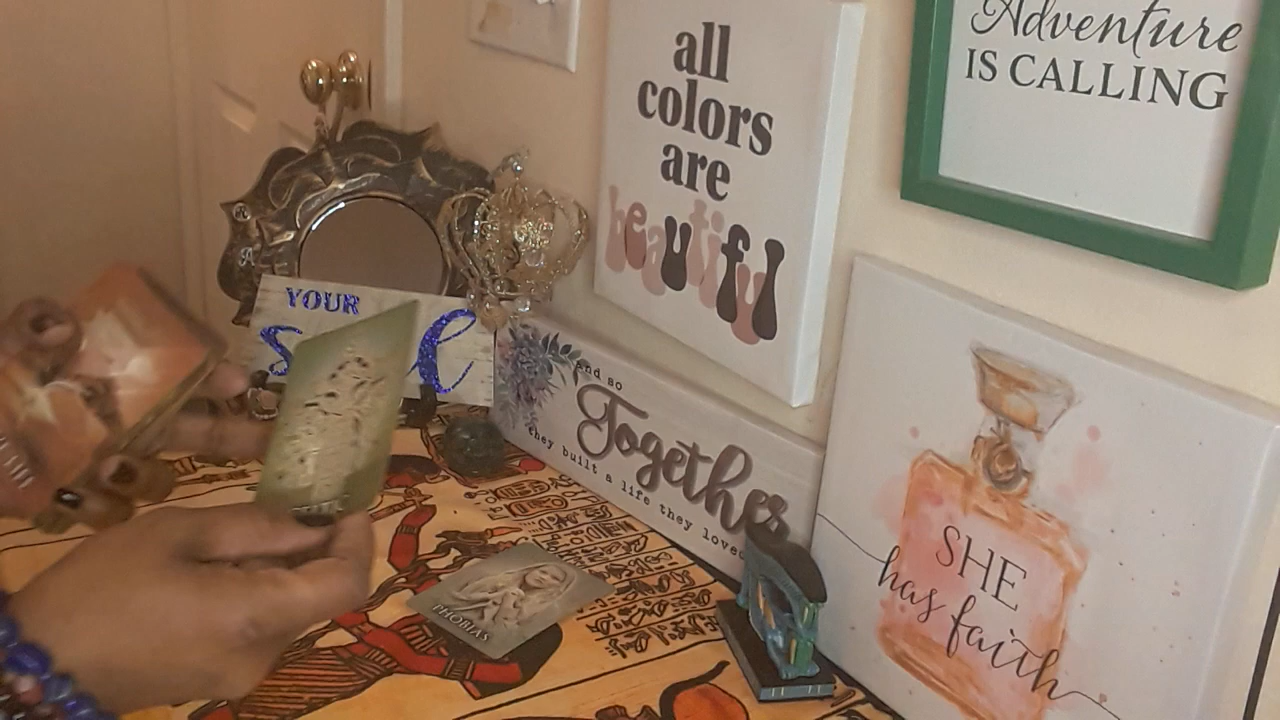 Adventure
IS CALLING
all
colors
are
beautiful
YOUR
and so
Together
they built a life they loved
SHE
has faith
PHOBIAS